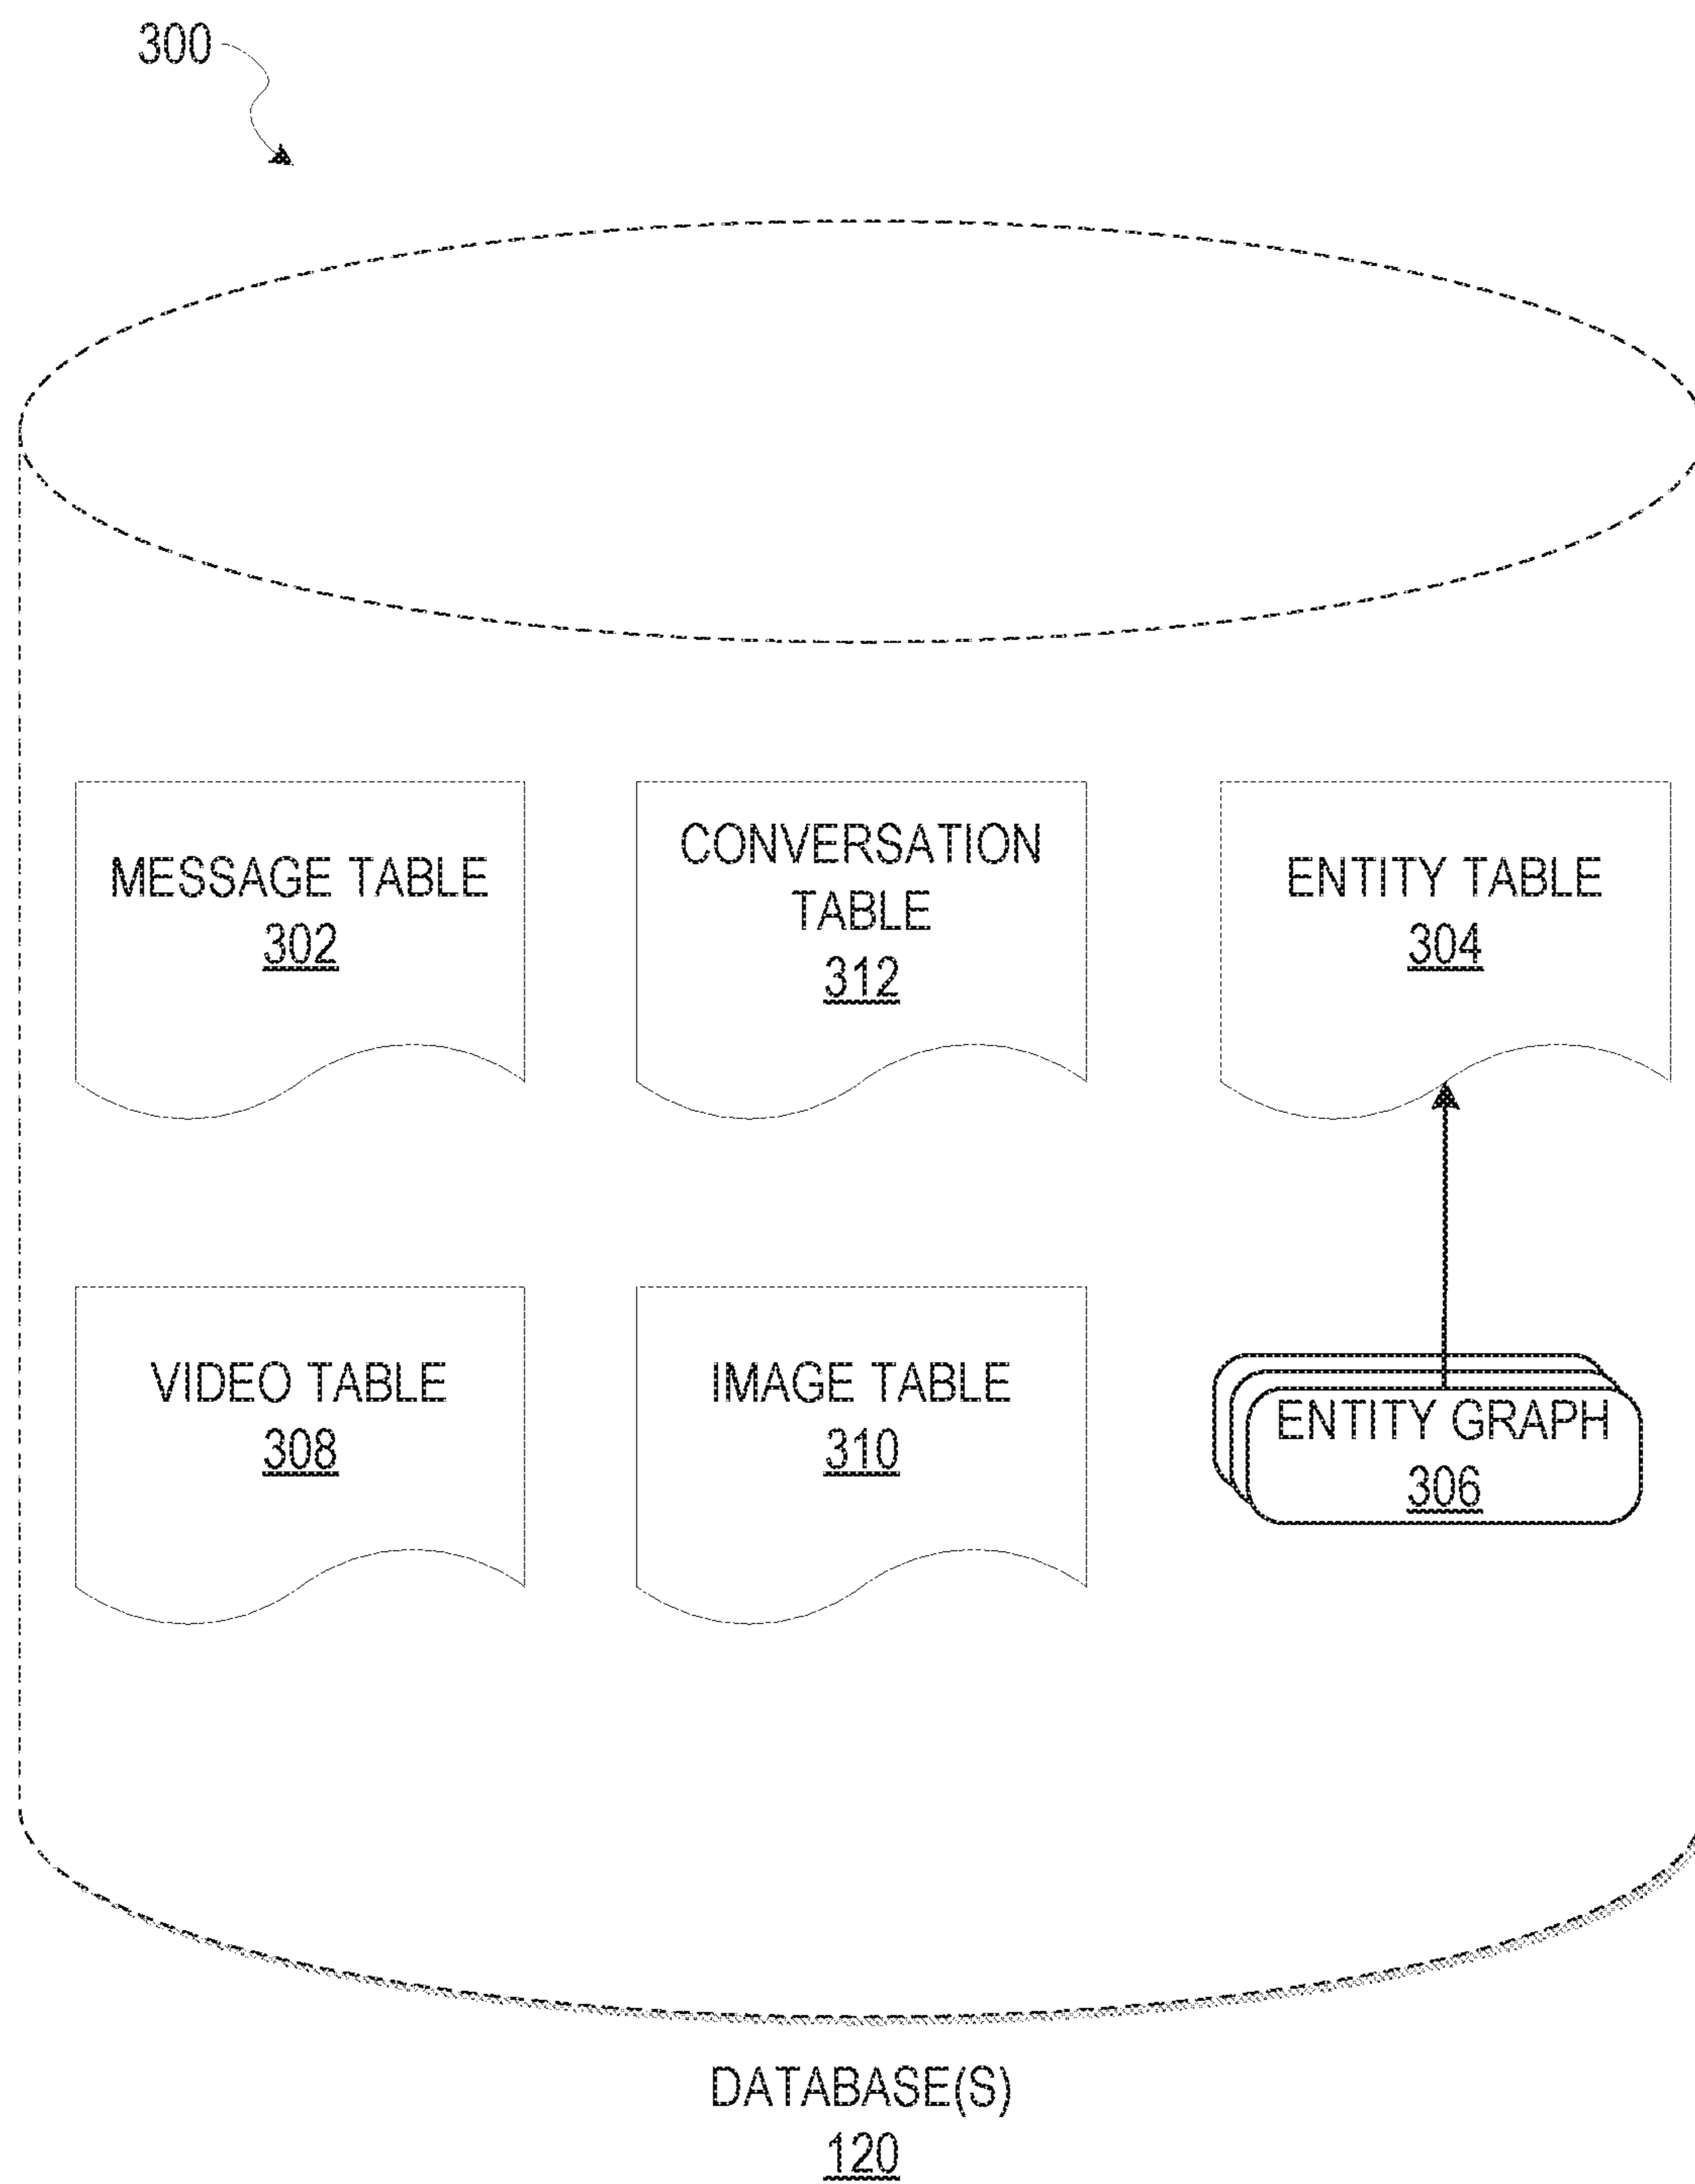 300
MESSAGE TABLE
302
CONVERSATION
TABLE
312
ENTITY TABLE
304
VIDEO TABLE
308
IMAGE TABLE
310
ENTITY GRAPH
306
DATABASE(S)
120